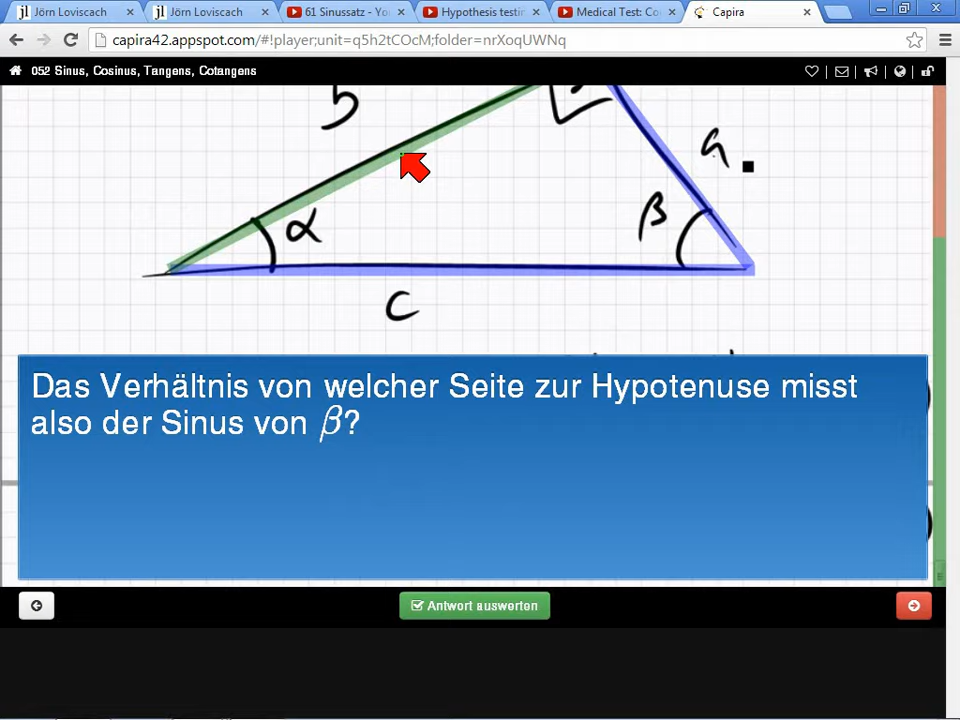 Jörn Loviscach
Jörn Loviscach
61 Sinussatz - Yo
Hypothesis testin
Medical Test: Co
Capira
capira42.appspot.com/#!player;unit=q5h2tCOcM;folder=nrXoqUWNq
052 Sinus, Cosinus, Tangens, Cotangens
b
a
α
β
c
Das Verhältnis von welcher Seite zur Hypotenuse misst
also der Sinus von β?
Antwort auswerten